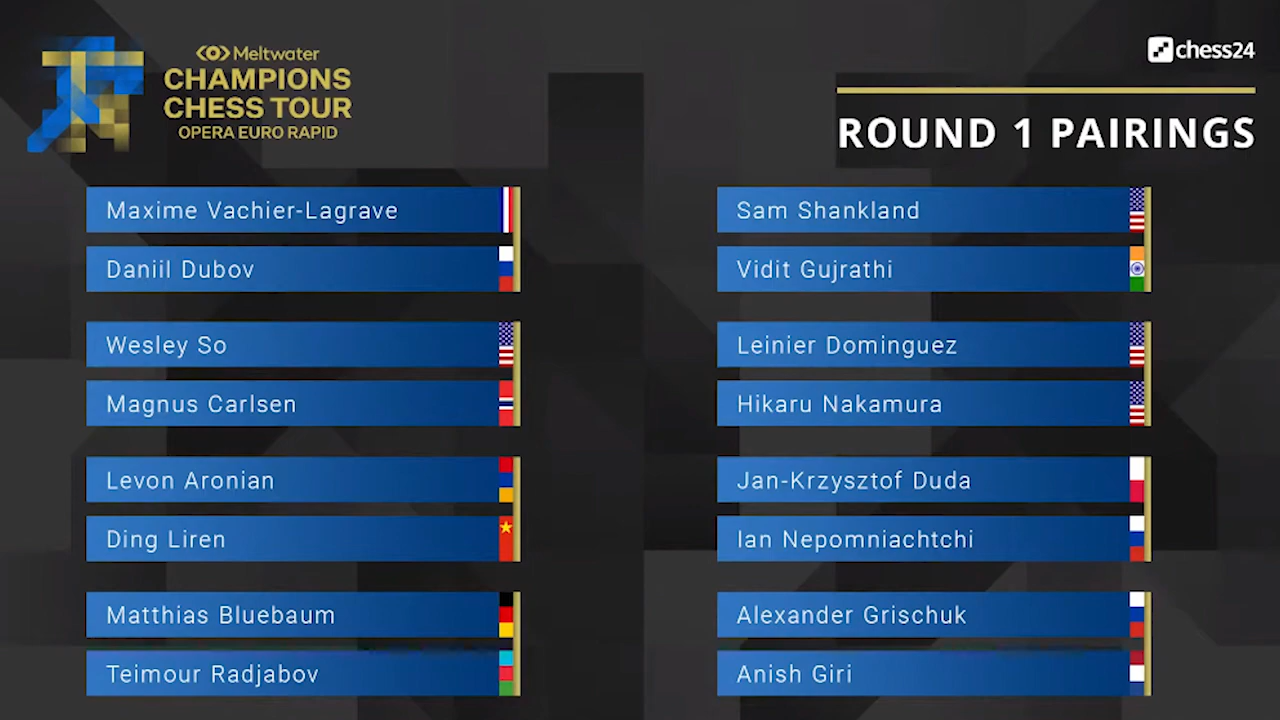 Meltwater
CHAMPIONS
CHESS TOUR
OPERA EURO RAPID
chess24
ROUND 1 PAIRINGS
Maxime Vachier-Lagrave
Daniil Dubov
Wesley So
Magnus Carlsen
Levon Aronian
Ding Liren
Matthias Bluebaum
Teimour Radjabov
Sam Shankland
Vidit Gujrathi
Leinier Dominguez
Hikaru Nakamura
Jan-Krzysztof Duda
Ian Nepomniachtchi
Alexander Grischuk
Anish Giri